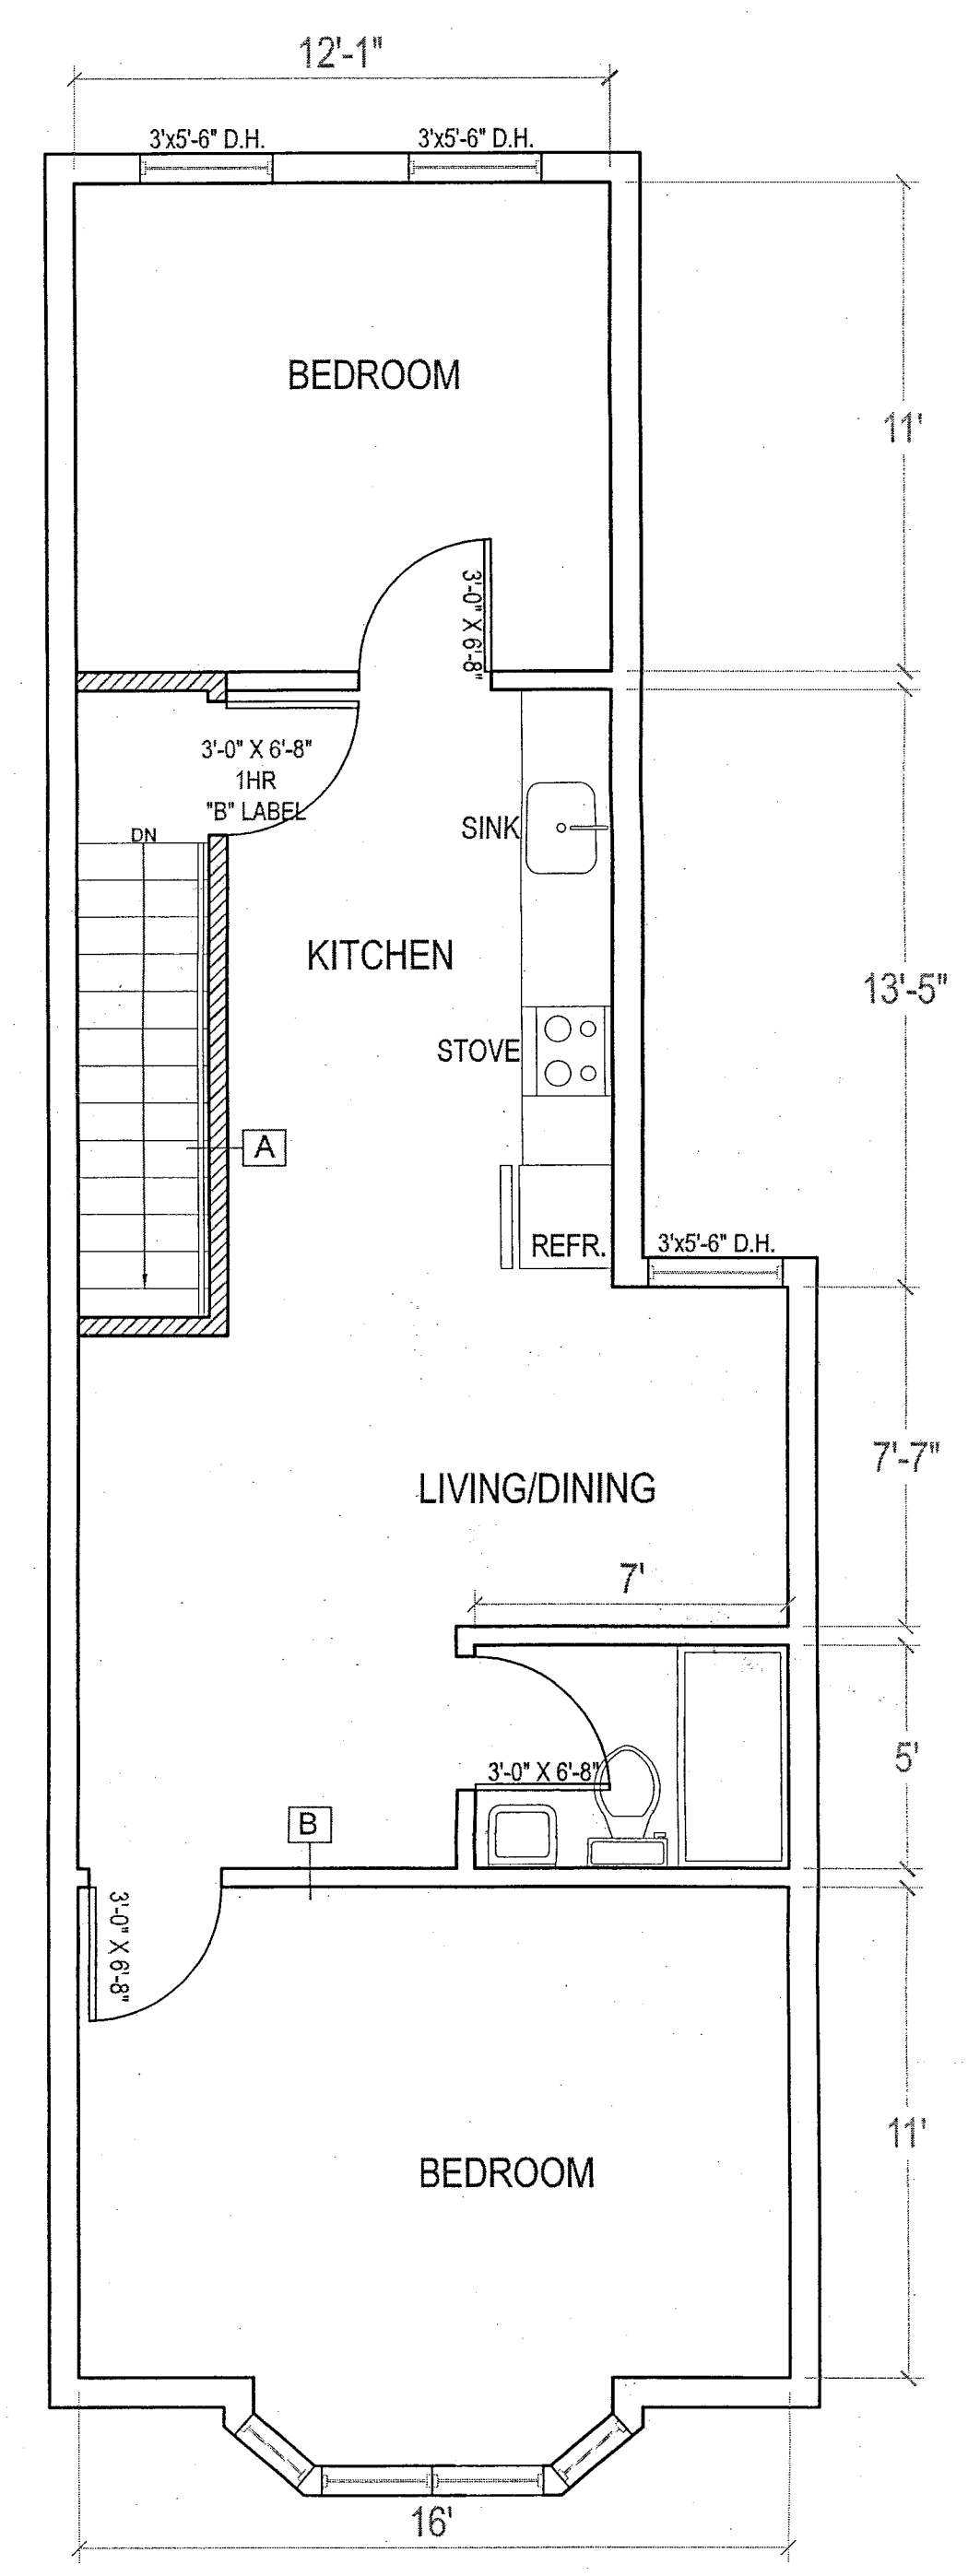 12'-1"
3'x5'-6" D.H.
3'x5'-6" D.H.
BEDROOM
11'
3'-0" X 6'-8"
3'-0" X 6'-8"
1HR
"B" LABEL
DN
SINK
KITCHEN
13'-5"
STOVE
A
REFR.
3'x5'-6" D.H.
7'-7"
LIVING/DINING
7'
5'
3'-0" X 6'-8"
B
3'-0" X 6'-8"
11'
BEDROOM
16'